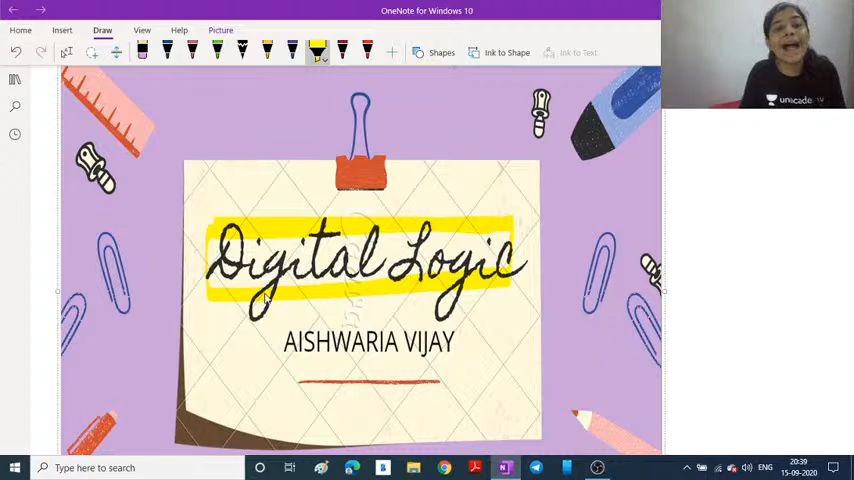 OneNote for Windows 10
Home Insert Draw View Help Picture
Shapes Ink to Shape Ink to Text
unacademy
Digital Logic
AISHWARIA VIJAY
Type here to search
ENG
20:39
15-09-2020